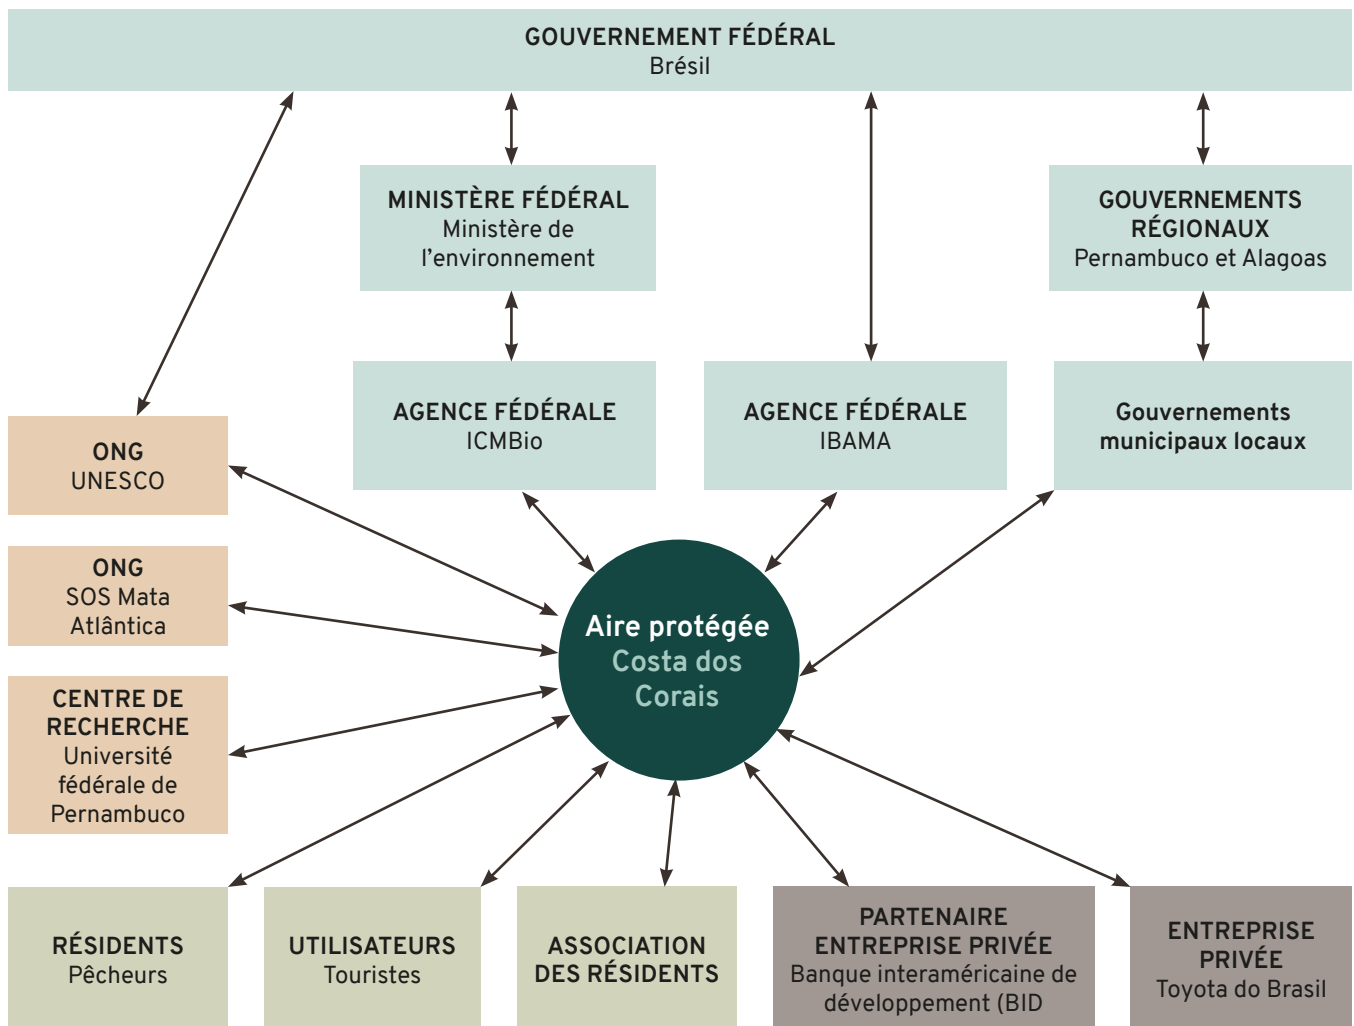 GOUVERNEMENT FÉDÉRAL
Brésil
MINISTÈRE FÉDÉRAL
Ministère de
l'environnement
GOUVERNEMENTS
RÉGIONAUX
Pernambuco et Alagoas
AGENCE FÉDÉRALE
ICMBio
AGENCE FÉDÉRALE
IBAMA
Gouvernements
municipaux locaux
ONG
UNESCO
ONG
SOS Mata
Atlântica
CENTRE DE
RECHERCHE
Université
fédérale de
Pernambuco
Aire protégée
Costa dos
Corais
RÉSIDENTS
Pêcheurs
UTILISATEURS
Touristes
ASSOCIATION
DES RÉSIDENTS
PARTENAIRE
ENTREPRISE PRIVÉE
Banque interaméricaine de
développement (BID
ENTREPRISE
PRIVÉE
Toyota do Brasil